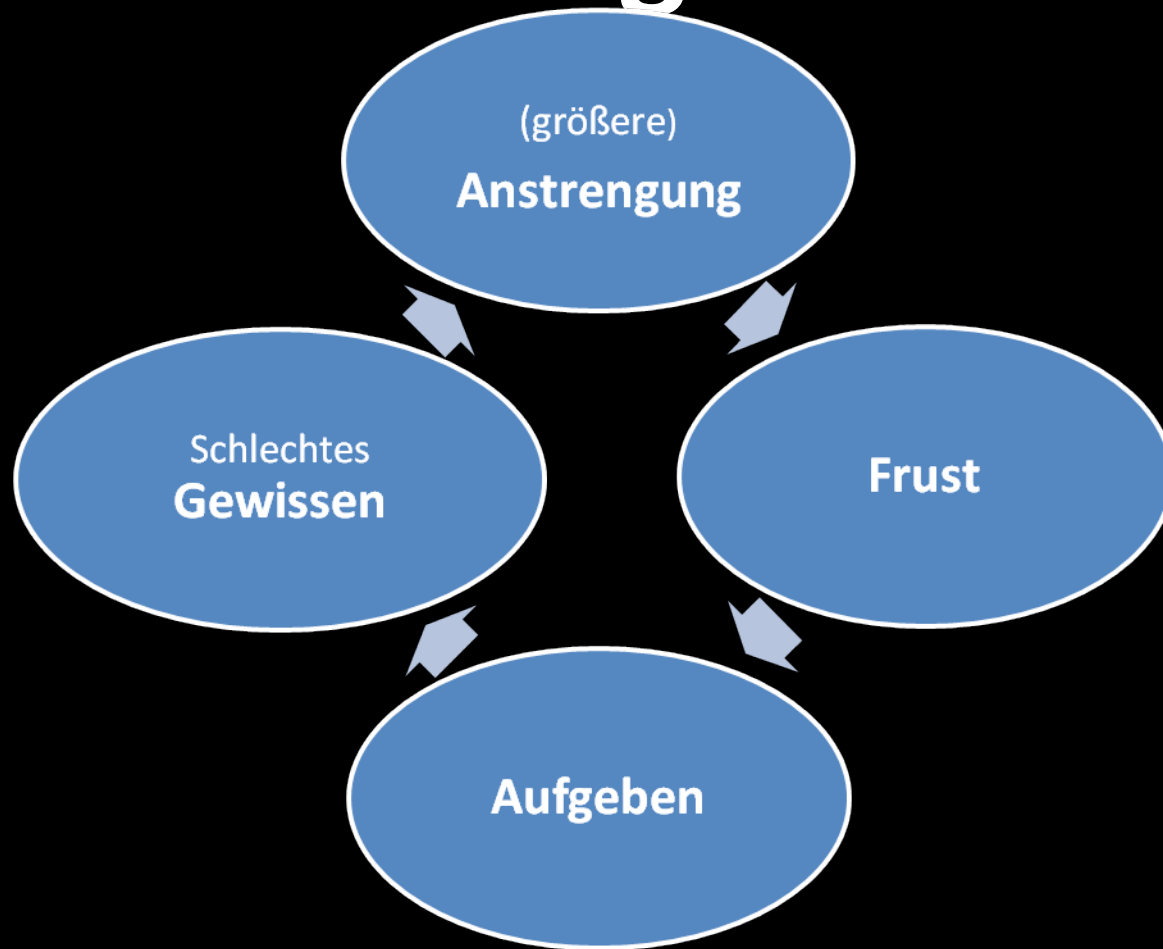 (größere)
Anstrengung
Schlechtes
Gewissen
Frust
Aufgeben